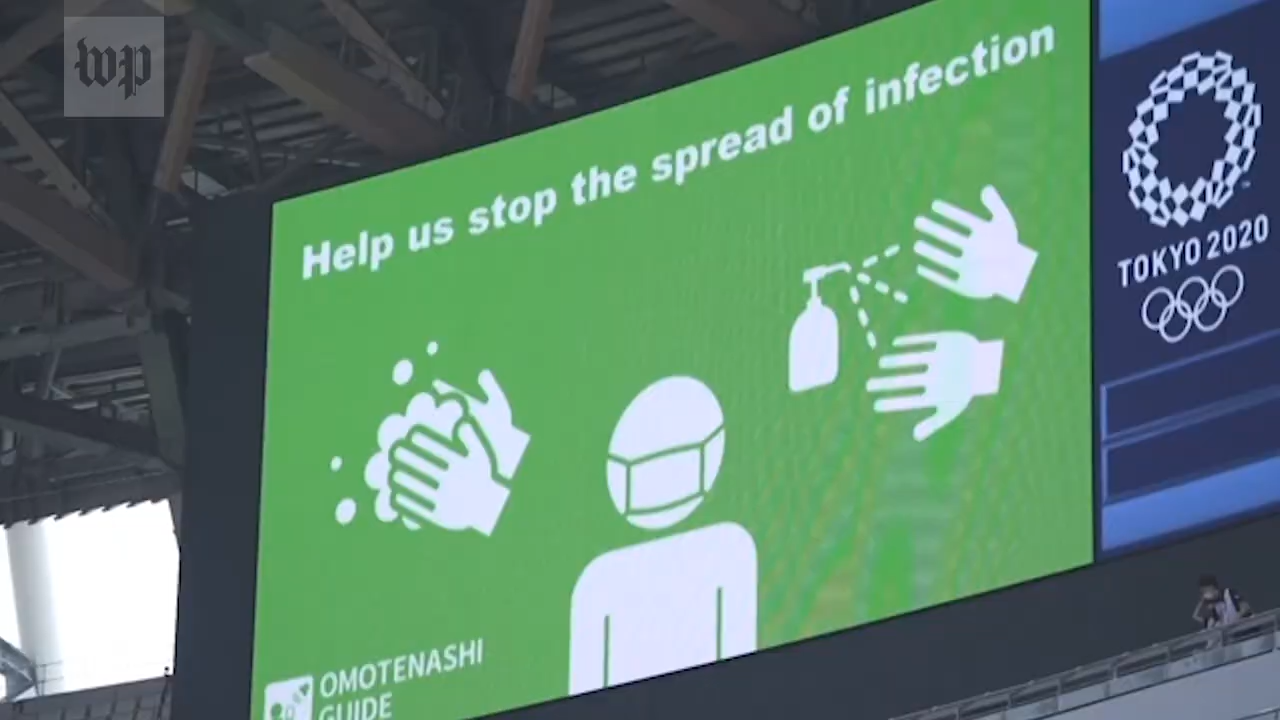 wp
Help us stop the spread of infection
TOKYO 2020
OMOTENASHI
GUIDE